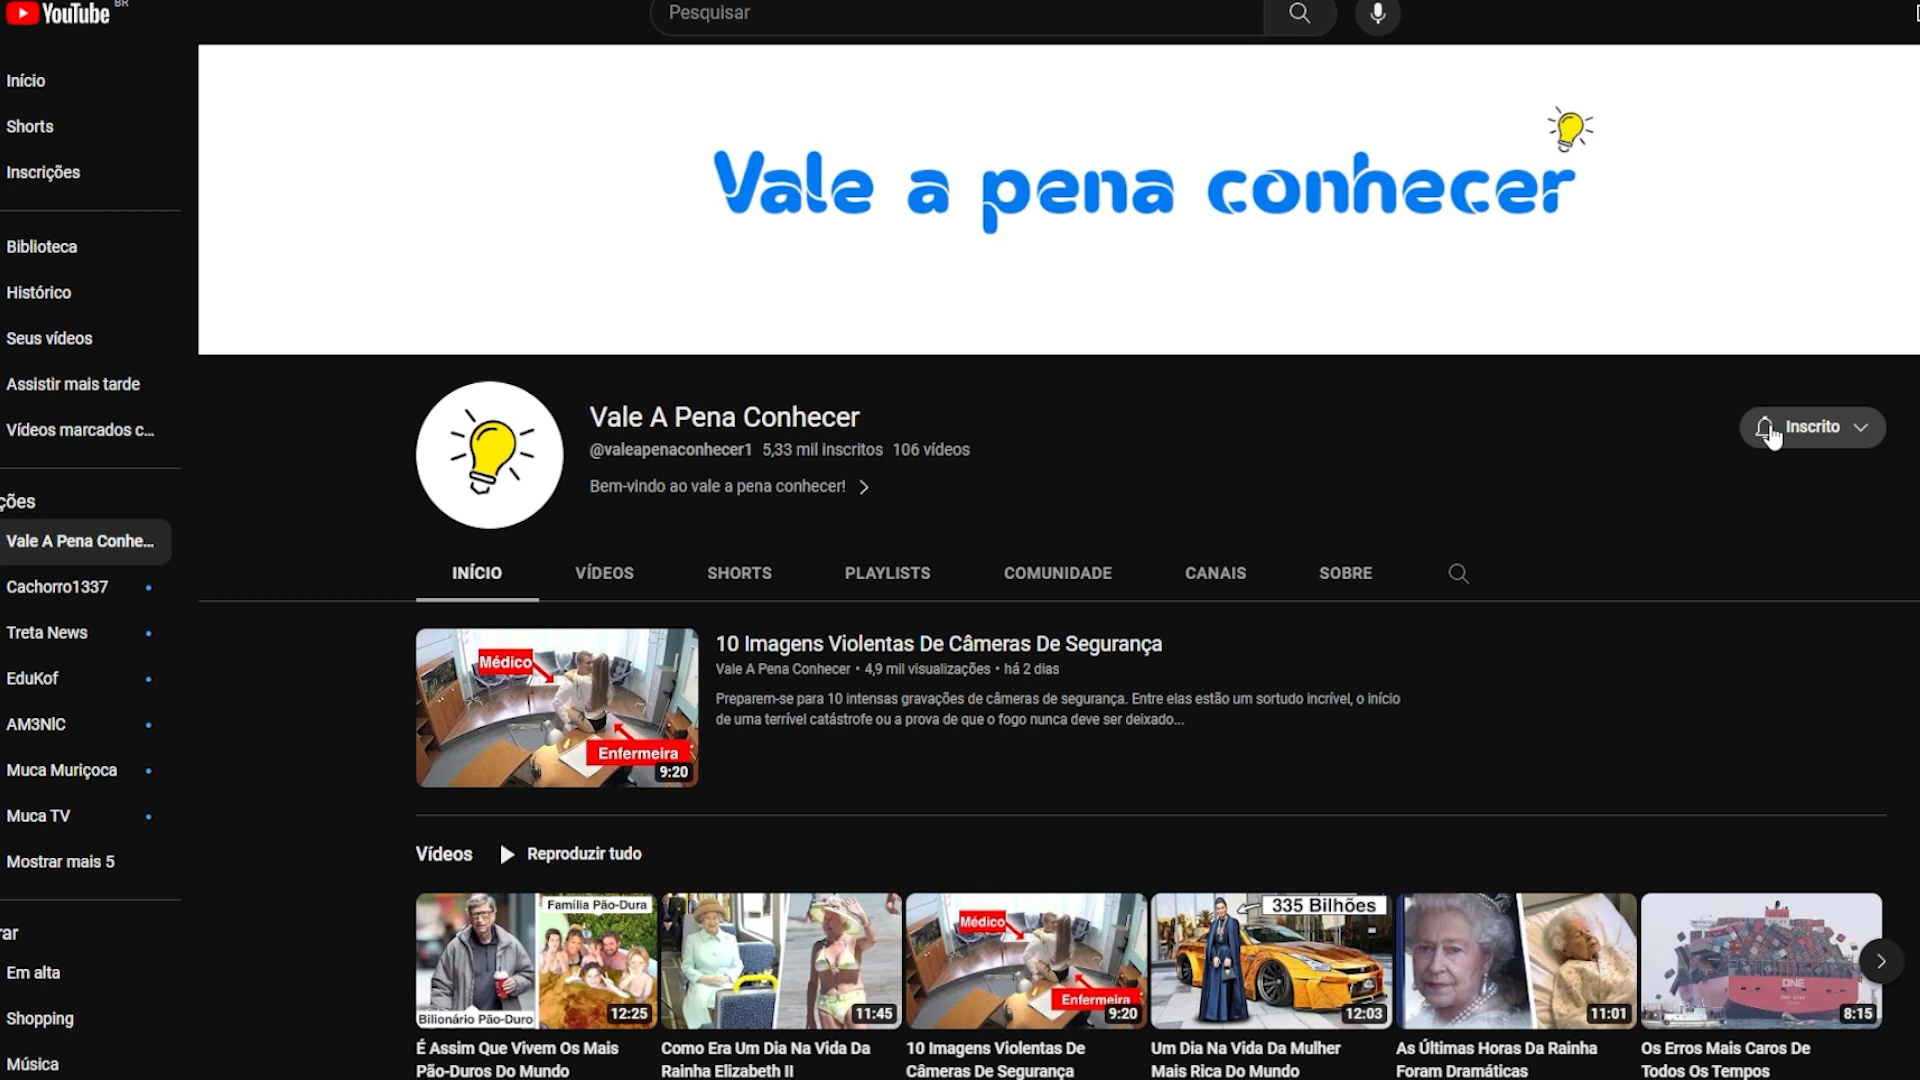 YouTube BR
Pesquisar
Início
Shorts
Inscrições
Biblioteca
Histórico
Seus vídeos
Assistir mais tarde
Vídeos marcados c...
ções
Vale A Pena Conhe...
Cachorro1337
Treta News
EduKof
AM3NlC
Muca Muriçoca
Muca TV
Mostrar mais 5
rar
Em alta
Shopping
Música
Vale a pena conhecer
Vale A Pena Conhecer
@valeapenaconhecer1 5,33 mil inscritos 106 vídeos
Bem-vindo ao vale a pena conhecer!
Inscrito
INÍCIO VÍDEOS SHORTS PLAYLISTS COMUNIDADE CANAIS SOBRE
Médico
Enfermeira
9:20
10 Imagens Violentas De Câmeras De Segurança
Vale A Pena Conhecer • 4,9 mil visualizações • há 2 dias
Preparem-se para 10 intensas gravações de câmeras de segurança. Entre elas estão um sortudo incrível, o início
de uma terrível catástrofe ou a prova de que o fogo nunca deve ser deixado...
Vídeos Reproduzir tudo
Família Pão-Dura
Bilionário Pão-Duro
12:25
É Assim Que Vivem Os Mais
Pão-Duros Do Mundo
11:45
Como Era Um Dia Na Vida Da
Rainha Elizabeth II
Médico
Enfermeira
9:20
10 Imagens Violentas De
Câmeras De Segurança
335 Bilhões
12:03
Um Dia Na Vida Da Mulher
Mais Rica Do Mundo
11:01
As Últimas Horas Da Rainha
Foram Dramáticas
ONE
8:15
Os Erros Mais Caros De
Todos Os Tempos